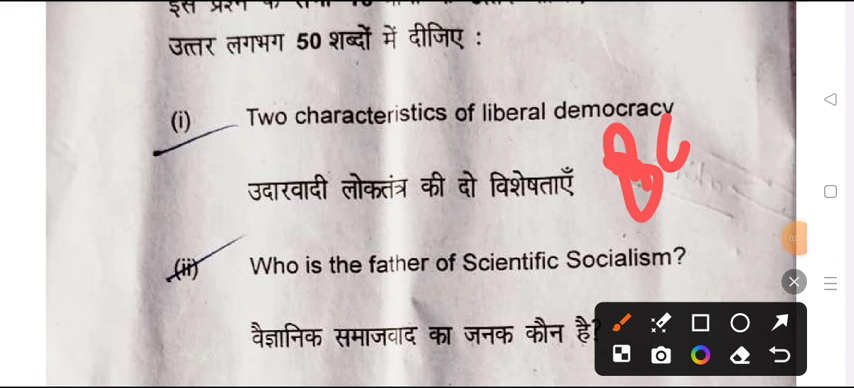 उत्तर लगभग 50 शब्दों में दीजिए :
(i) Two characteristics of liberal democracy
उदारवादी लोकतंत्र की दो विशेषताएँ
(ii) Who is the father of Scientific Socialism?
वैज्ञानिक समाजवाद का जनक कौन है?